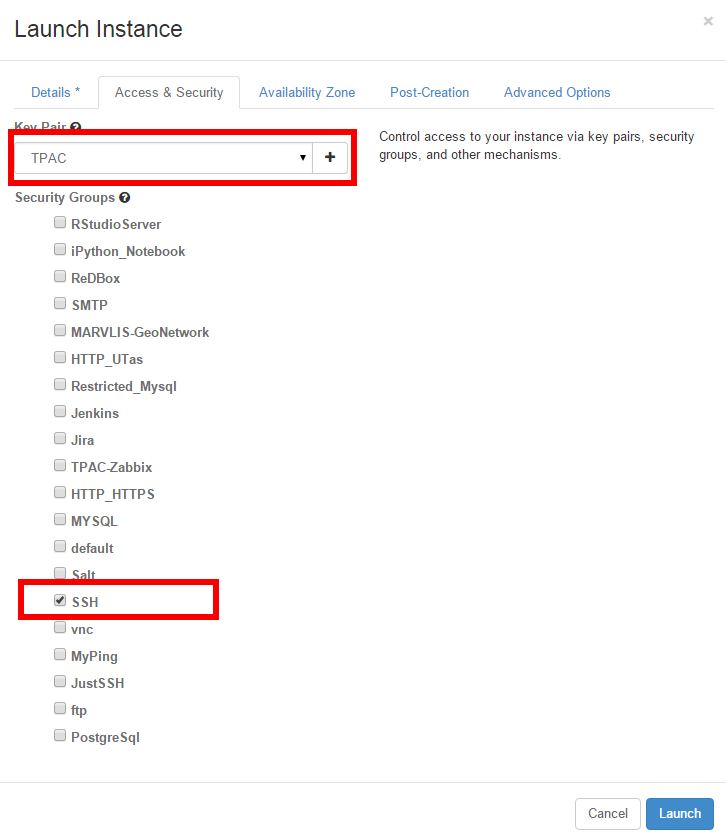 Launch Instance
×
Details *
Access & Security
Availability Zone
Post-Creation
Advanced Options
Key Pair
TPAC
Control access to your instance via key pairs, security
groups, and other mechanisms.
Security Groups
RStudioServer
iPython_Notebook
ReDBox
SMTP
MARVLIS-GeoNetwork
HTTP_UTas
Restricted_Mysql
Jenkins
Jira
TPAC-Zabbix
HTTP_HTTPS
MYSQL
default
Salt
SSH
vnc
MyPing
JustSSH
ftp
PostgreSql
Cancel
Launch